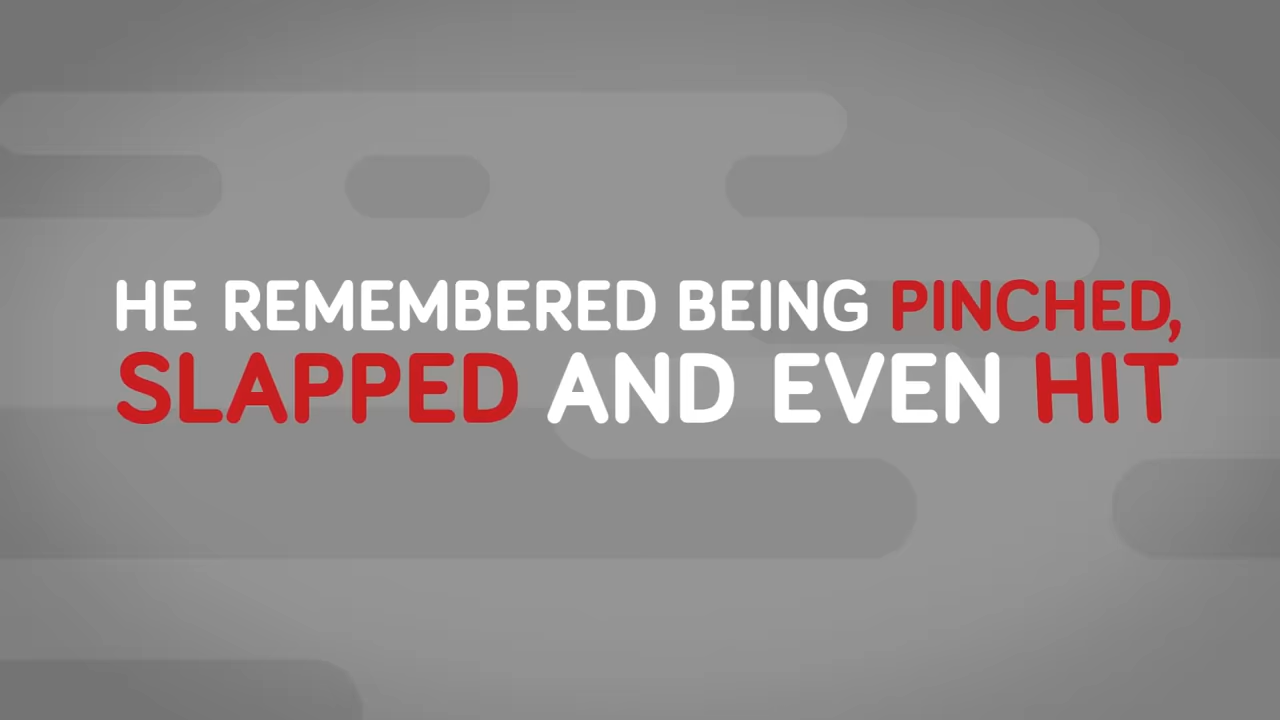 HE REMEMBERED BEING PINCHED,
SLAPPED AND EVEN HIT